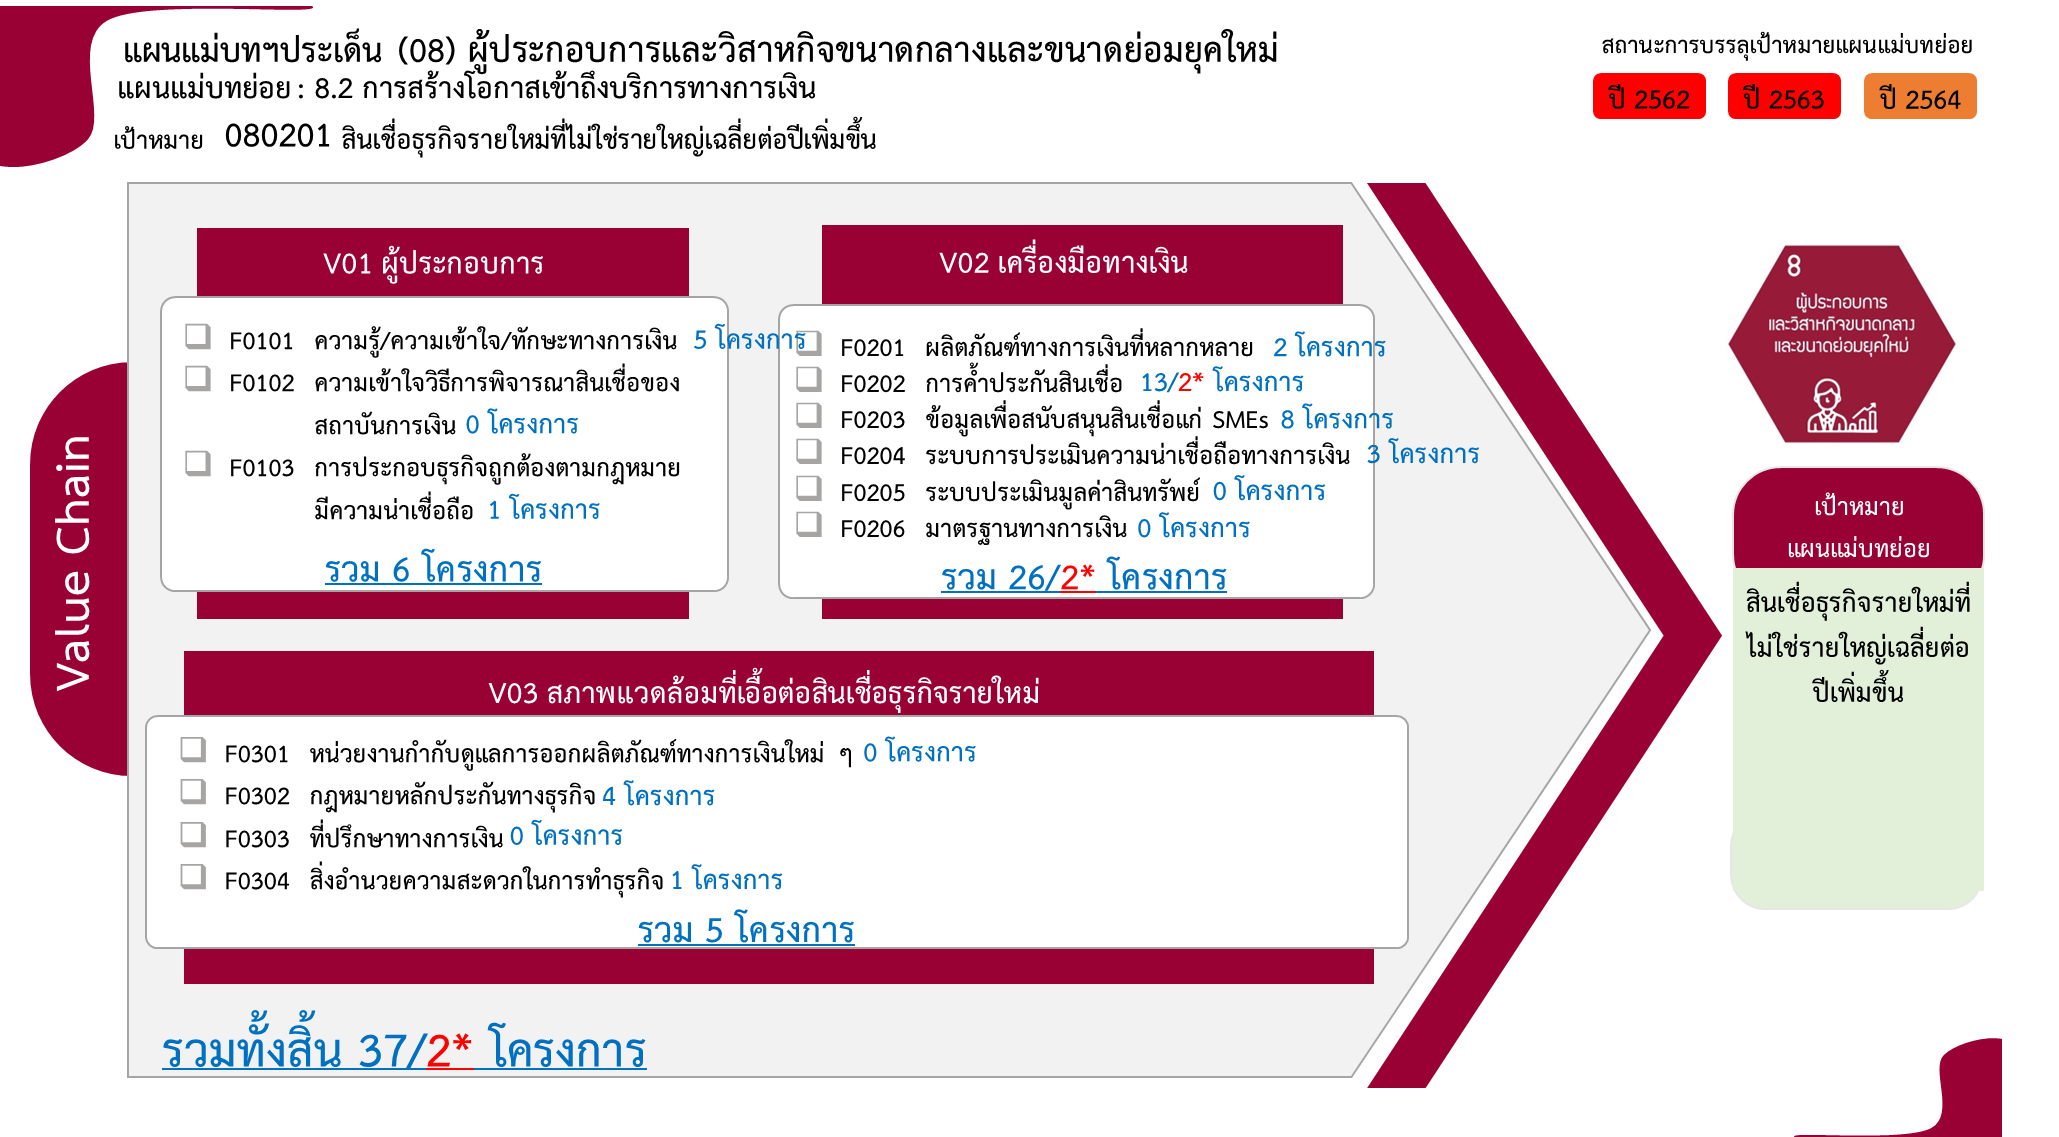 แผนแม่บทฯประเด็น (08) ผู้ประกอบการและวิสาหกิจขนาดกลางและขนาดย่อมยุคใหม่
แผนแม่บทย่อย : 8.2 การสร้างโอกาสเข้าถึงบริการทางการเงิน
เป้าหมาย 080201 สินเชื่อธุรกิจรายใหม่ที่ไม่ใช่รายใหญ่เฉลี่ยต่อปีเพิ่มขึ้น
สถานะการบรรลุเป้าหมายแผนแม่บทย่อย
ปี 2562 ปี 2563 ปี 2564
Value Chain
V01 ผู้ประกอบการ
F0101 ความรู้/ความเข้าใจ/ทักษะทางการเงิน 5 โครงการ
F0102 ความเข้าใจวิธีการพิจารณาสินเชื่อของ
สถาบันการเงิน 0 โครงการ
F0103 การประกอบธุรกิจถูกต้องตามกฎหมาย
มีความน่าเชื่อถือ 1 โครงการ
รวม 6 โครงการ
V02 เครื่องมือทางเงิน
F0201 ผลิตภัณฑ์ทางการเงินที่หลากหลาย 2 โครงการ
F0202 การค้ำประกันสินเชื่อ 13/2* โครงการ
F0203 ข้อมูลเพื่อสนับสนุนสินเชื่อแก่ SMEs 8 โครงการ
F0204 ระบบการประเมินความน่าเชื่อถือทางการเงิน 3 โครงการ
F0205 ระบบประเมินมูลค่าสินทรัพย์ 0 โครงการ
F0206 มาตรฐานทางการเงิน 0 โครงการ
รวม 26/2* โครงการ
V03 สภาพแวดล้อมที่เอื้อต่อสินเชื่อธุรกิจรายใหม่
F0301 หน่วยงานกำกับดูแลการออกผลิตภัณฑ์ทางการเงินใหม่ ๆ 0 โครงการ
F0302 กฎหมายหลักประกันทางธุรกิจ 4 โครงการ
F0303 ที่ปรึกษาทางการเงิน 0 โครงการ
F0304 สิ่งอำนวยความสะดวกในการทำธุรกิจ 1 โครงการ
รวม 5 โครงการ
รวมทั้งสิ้น 37/2* โครงการ
8
ผู้ประกอบการ
และวิสาหกิจขนาดกลาง
และขนาดย่อมยุคใหม่
เป้าหมาย
แผนแม่บทย่อย
สินเชื่อธุรกิจรายใหม่ที่
ไม่ใช่รายใหญ่เฉลี่ยต่อ
ปีเพิ่มขึ้น